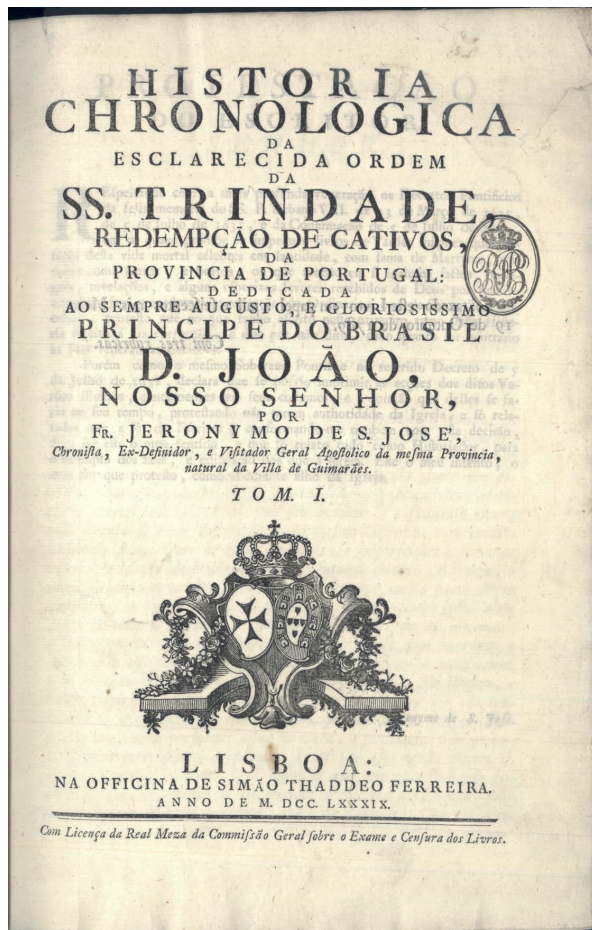 HISTORIA
CHRONOLOGICA
DA
ESCLARECIDA ORDEM
DA
SS. TRINDADE,
REDEMPÇÃO DE CATIVOS,
DA
PROVINCIA DE PORTUGAL:
DEDICADA
AO SEMPRE AUGUSTO, E GLORIOSISSIMO
PRINCIPE DO BRASIL
D. JOÃO,
NOSSO SENHOR,
POR
FR. JERONYMO DE S. JOSE',
Chroniſta, Ex-Definidor, e Viſitador Geral Apoſtolico da meſma Provincia,
natural da Villa de Guimarães.
TOM. I.
LISBOA:
NA OFFICINA DE SIMÃO THADDEO FERREIRA.
ANNO DE M. DCC. LXXXIX.
Com Licença da Real Meza da Commiſsão Geral ſobre o Exame e Cenſura dos Livros.